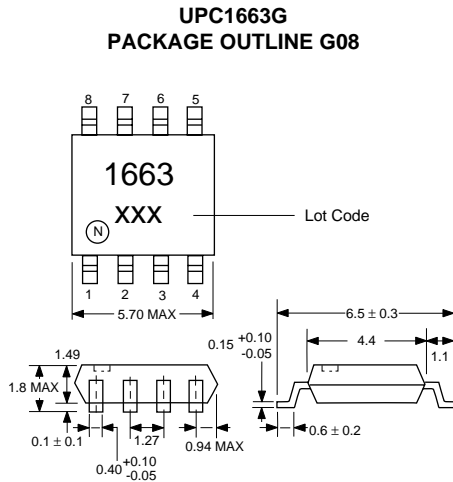 UPC1663G
PACKAGE OUTLINE G08
8 7 6 5
1663
XXX
N
Lot Code
1 2 3 4
5.70 MAX
6.5 ± 0.3
4.4
1.1
0.15 +0.10 -0.05
1.49
1.8 MAX
0.1 ± 0.1
1.27
0.94 MAX
0.40 +0.10 -0.05
0.6 ± 0.2